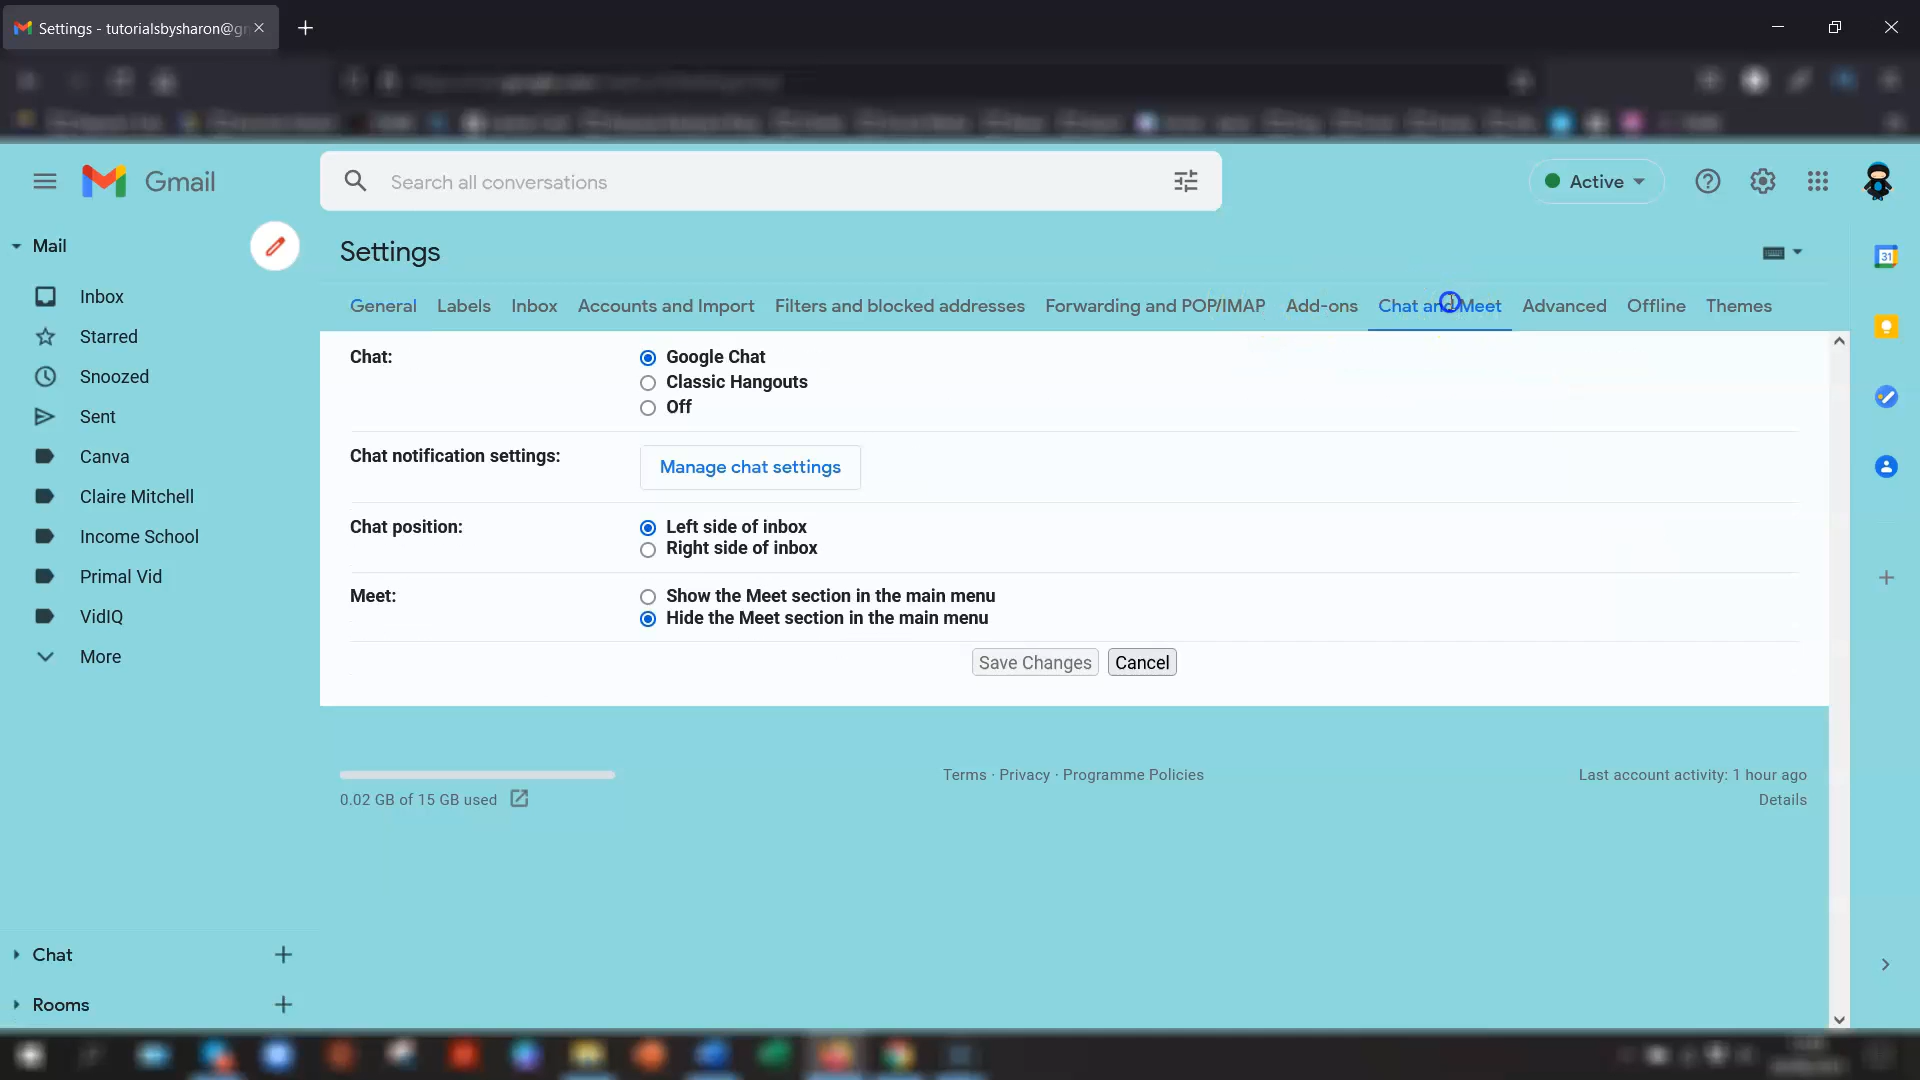 Settings - tutorialsbysharon@g
Gmail
Search all conversations
Active
Mail
Inbox
Starred
Snoozed
Sent
Canva
Claire Mitchell
Income School
Primal Vid
VidIQ
More
Chat
Rooms
Settings
General Labels Inbox Accounts and Import Filters and blocked addresses Forwarding and POP/IMAP Add-ons Chat and Meet Advanced Offline Themes
Chat:
Google Chat
Classic Hangouts
Off
Chat notification settings:
Manage chat settings
Chat position:
Left side of inbox
Right side of inbox
Meet:
Show the Meet section in the main menu
Hide the Meet section in the main menu
Save Changes Cancel
0.02 GB of 15 GB used
Terms · Privacy · Programme Policies
Last account activity: 1 hour ago
Details
31